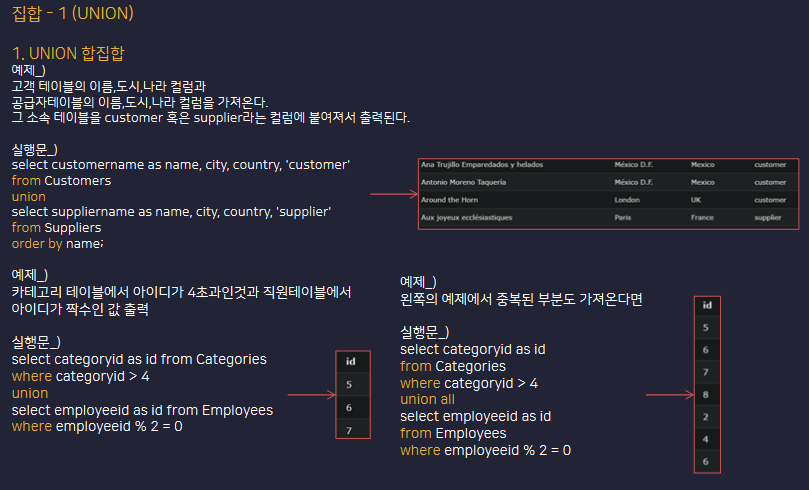 집합 - 1 (UNION)
1. UNION 합집합
예제_)
고객 테이블의 이름,도시,나라 컬럼과
공급자테이블의 이름,도시,나라 컬럼을 가져온다.
그 소속 테이블을 customer 혹은 supplier라는 컬럼에 붙여져서 출력된다.
실행문_)
select customername as name, city, country, 'customer'
from Customers
union
select suppliername as name, city, country, 'supplier'
from Suppliers
order by name;
Ana Trujillo Emparedados y helados México D.F. Mexico customer
Antonio Moreno Taquería México D.F. Mexico customer
Around the Horn London UK customer
Aux joyeux ecclésiastiques Paris France supplier
예제_)
카테고리 테이블에서 아이디가 4초과인것과 직원테이블에서
아이디가 짝수인 값 출력
실행문_)
select categoryid as id from Categories
where categoryid > 4
union
select employeeid as id from Employees
where employeeid % 2 = 0
id
5
6
7
예제_)
왼쪽의 예제에서 중복된 부분도 가져온다면
실행문_)
select categoryid as id
from Categories
where categoryid > 4
union all
select employeeid as id
from Employees
where employeeid % 2 = 0
id
5
6
7
8
2
4
6